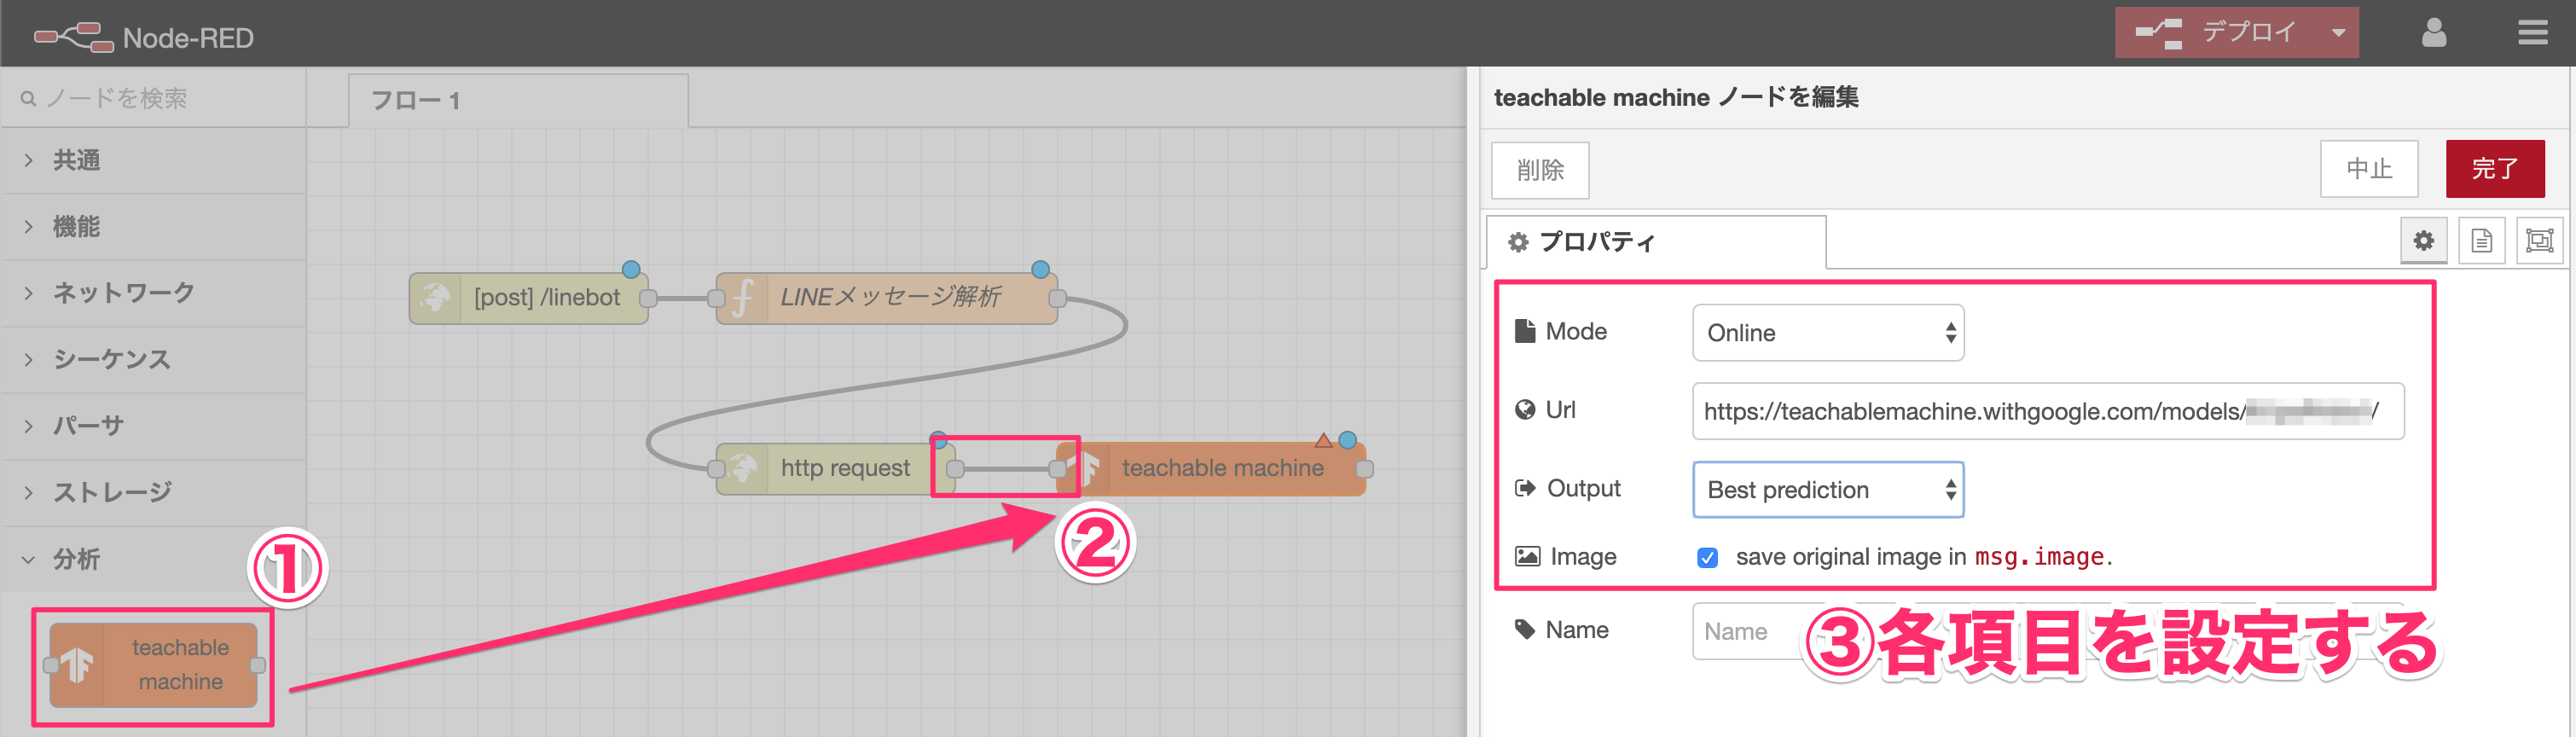 Node-RED
デプロイ
ノードを検索
フロー 1
共通
機能
ネットワーク
シーケンス
パーサ
ストレージ
分析
①
teachable
machine
[post] /linebot
LINEメッセージ解析
http request
teachable machine
②
teachable machine ノードを編集
削除
中止
完了
プロパティ
Mode
Online
Url
https://teachablemachine.withgoogle.com/models/ /
Output
Best prediction
Image
save original image in msg.image.
Name
Name
③各項目を設定する